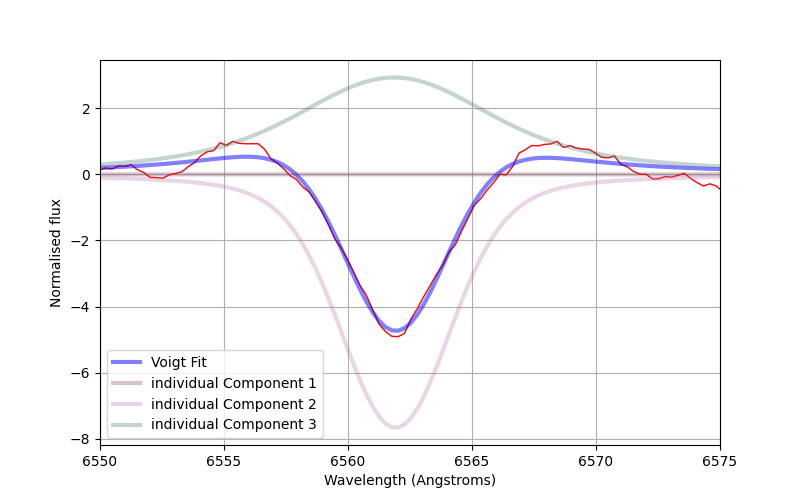 2
0
−2
−4
−6
−8
Normalised flux
Voigt Fit
individual Component 1
individual Component 2
individual Component 3
6550 6555 6560 6565 6570 6575
Wavelength (Angstroms)